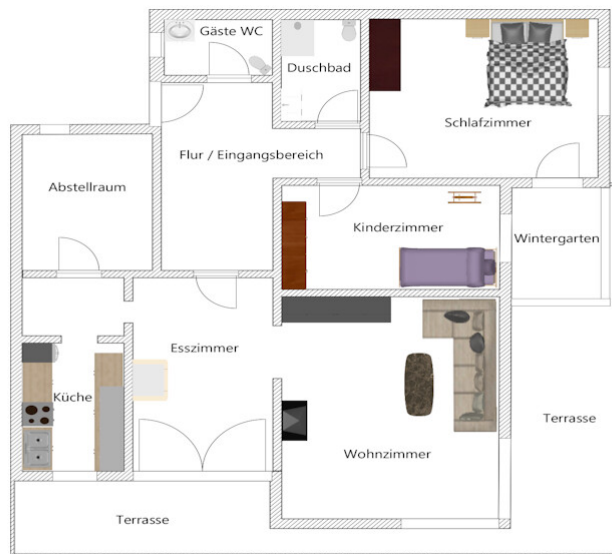 Gäste WC
Duschbad
Schlafzimmer
Flur / Eingangsbereich
Abstellraum
Kinderzimmer
Wintergarten
Esszimmer
Küche
Terrasse
Wohnzimmer
Terrasse